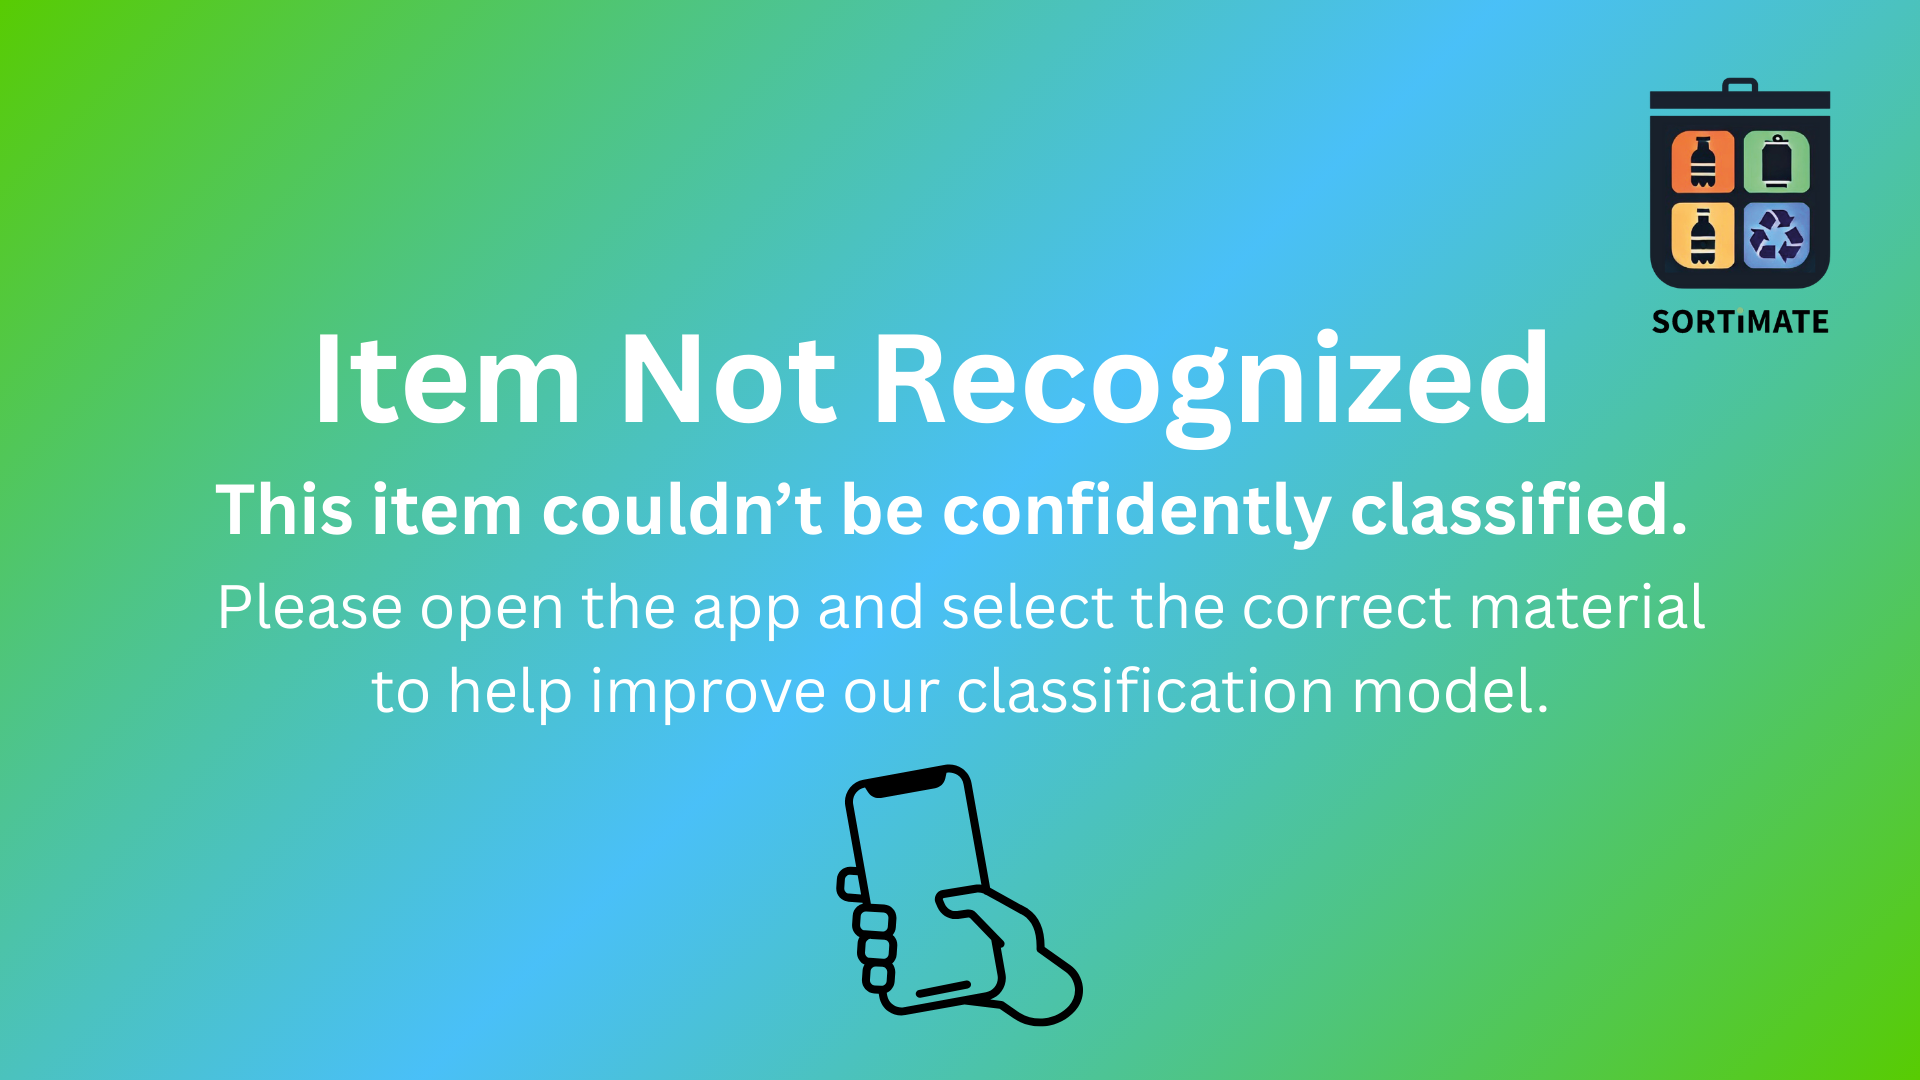 SORTiMATE
Item Not Recognized
This item couldn’t be confidently classified.
Please open the app and select the correct material
to help improve our classification model.